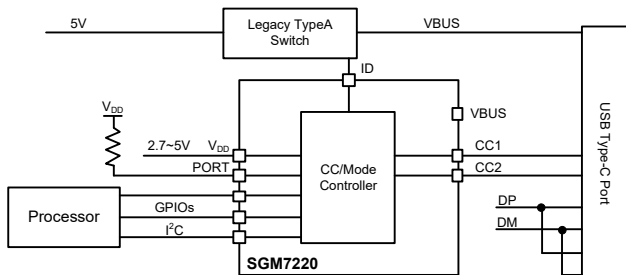 5V
Legacy TypeA
Switch
VBUS
ID
VDD
VBUS
2.7~5V
VDD
CC1
PORT
CC2
CC/Mode
Controller
USB Type-C Port
Processor
GPIOs
I²C
DP
DM
SGM7220